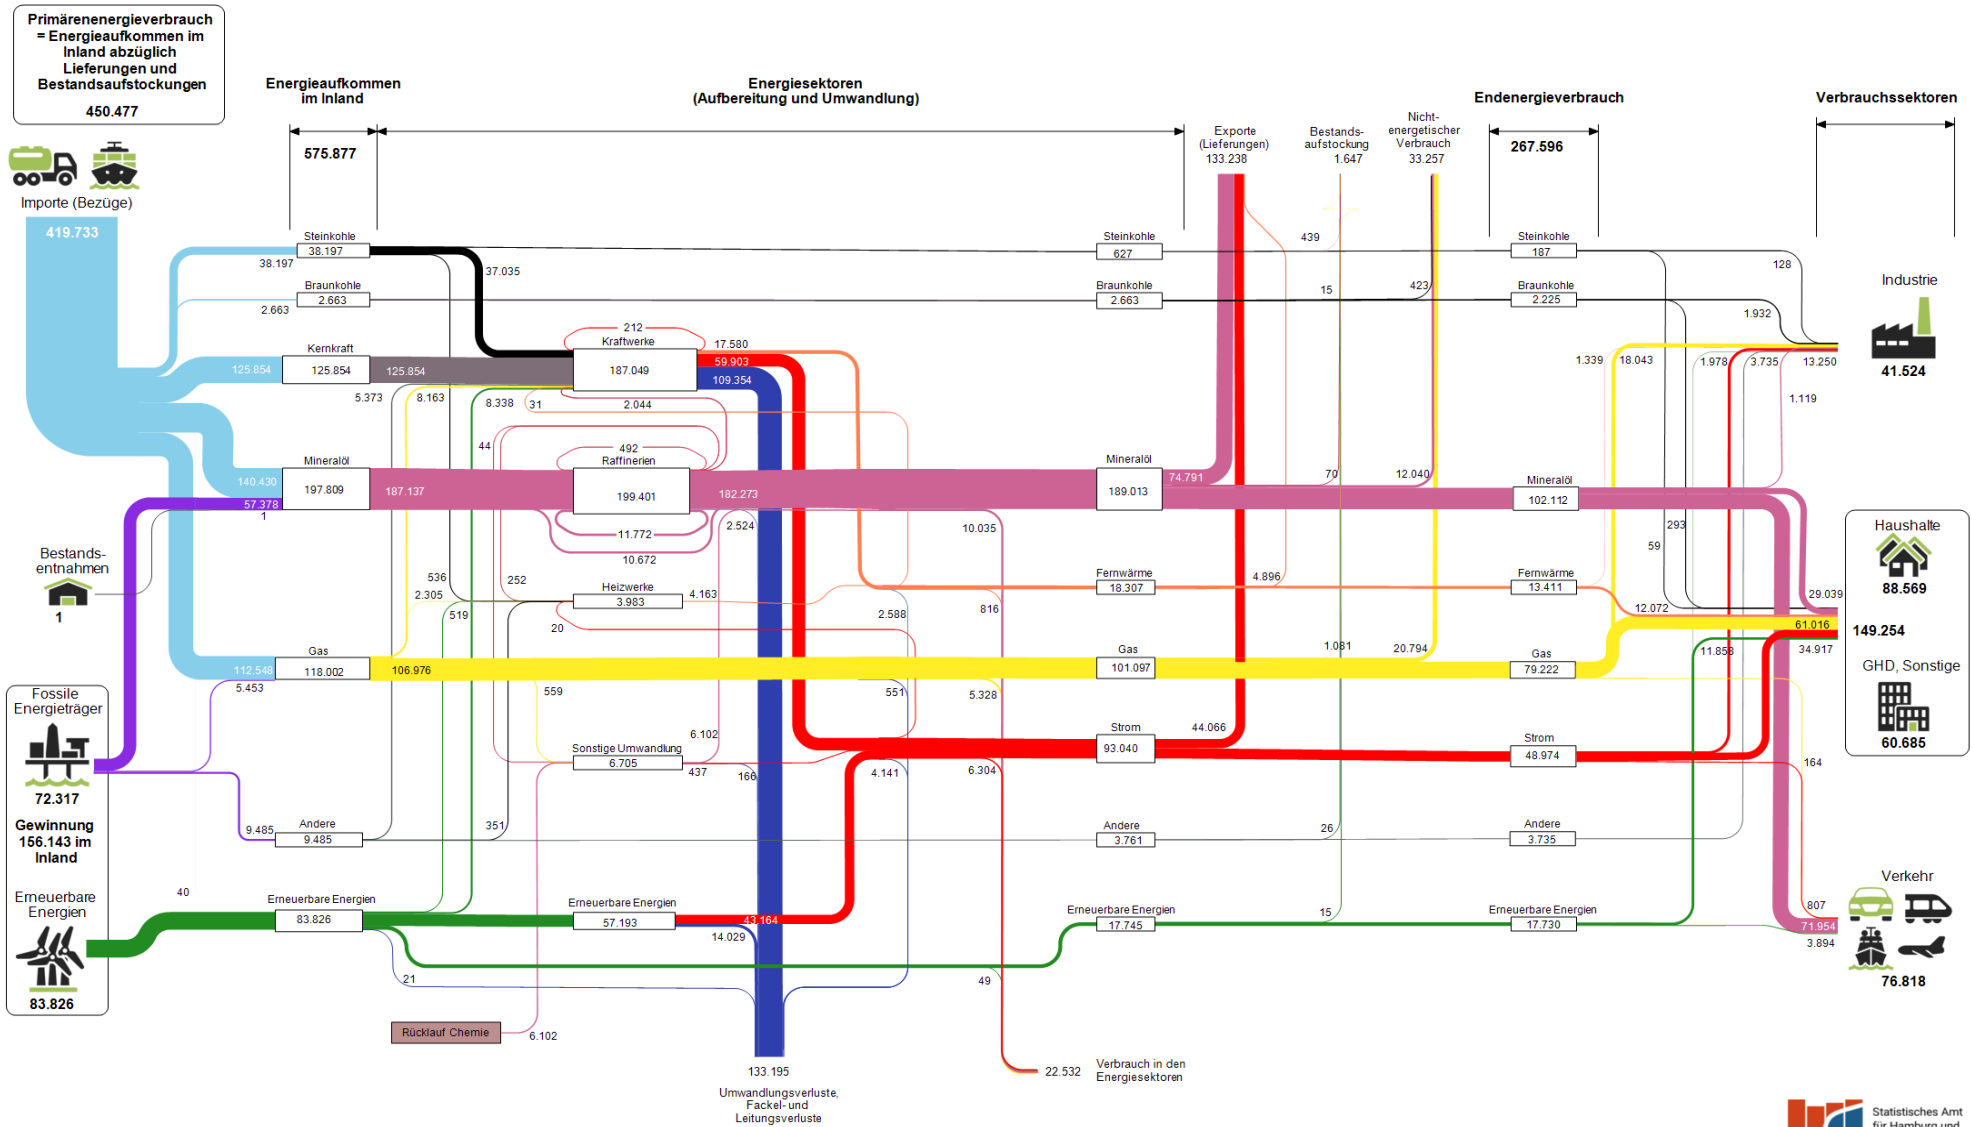 Primärenenergieverbrauch
= Energieaufkommen im
Inland abzüglich
Lieferungen und
Bestandsaufstockungen
450.477
Energieaufkommen
im Inland
575.877
Energiesektoren
(Aufbereitung und Umwandlung)
Exporte
(Lieferungen)
133.238
Bestands-
aufstockung
1.647
Nicht-
energetischer
Verbrauch
33.257
Endenergieverbrauch
267.596
Verbrauchssektoren
Importe (Bezüge)
419.733
Steinkohle
38.197
38.197
37.035
Steinkohle
627
439
Steinkohle
187
128
Braunkohle
2.663
2.663
Braunkohle
2.663
15
423
Braunkohle
2.225
1.932
Industrie
41.524
Kernkraft
125.854
125.854
125.854
212
Kraftwerke
187.049
17.580
59.903
109.354
5.373
8.163
8.338
31
2.044
1.339
18.043
1.978
3.735
13.250
1.119
44
492
Mineralöl
140.430
57.378
1
197.809
187.137
Raffinerien
199.401
182.273
11.772
10.672
2.524
10.035
Mineralöl
189.013
74.791
70
12.040
Mineralöl
102.112
293
59
Bestands-
entnahmen
1
536
2.305
252
519
Heizwerke
3.983
4.163
20
2.588
816
Fernwärme
18.307
4.896
Fernwärme
13.411
12.072
29.039
61.016
34.917
11.858
Haushalte
88.569
149.254
GHD, Sonstige
60.685
Gas
112.548
5.453
118.002
106.976
559
551
5.328
Gas
101.097
1.081
20.794
Gas
79.222
Fossile
Energieträger
72.317
Gewinnung
156.143 im
Inland
Erneuerbare
Energien
83.826
Sonstige Umwandlung
6.705
6.102
437
166
4.141
6.304
Strom
93.040
44.066
Strom
48.974
164
9.485
Andere
9.485
351
Andere
3.761
26
Andere
3.735
40
Erneuerbare Energien
83.826
21
Erneuerbare Energien
57.193
43.164
14.029
49
Erneuerbare Energien
17.745
15
Erneuerbare Energien
17.730
Verkehr
807
71.954
3.894
76.818
Rücklauf Chemie
6.102
133.195
Umwandlungsverluste,
Fackel- und
Leitungsverluste
22.532
Verbrauch in den
Energiesektoren
Statistisches Amt
für Hamburg und